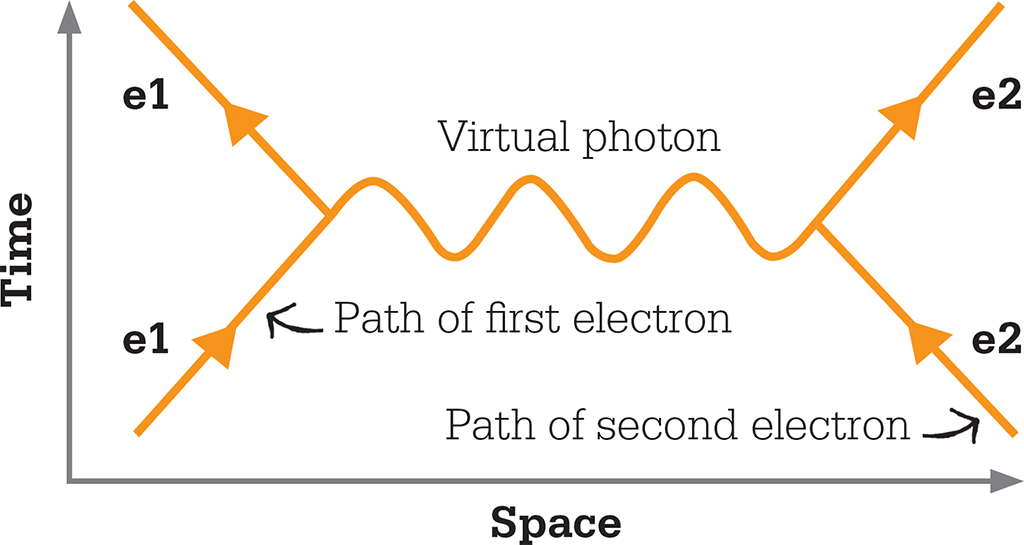 e1
e2
Virtual photon
Time
Path of first electron
e1
e2
Path of second electron
Space